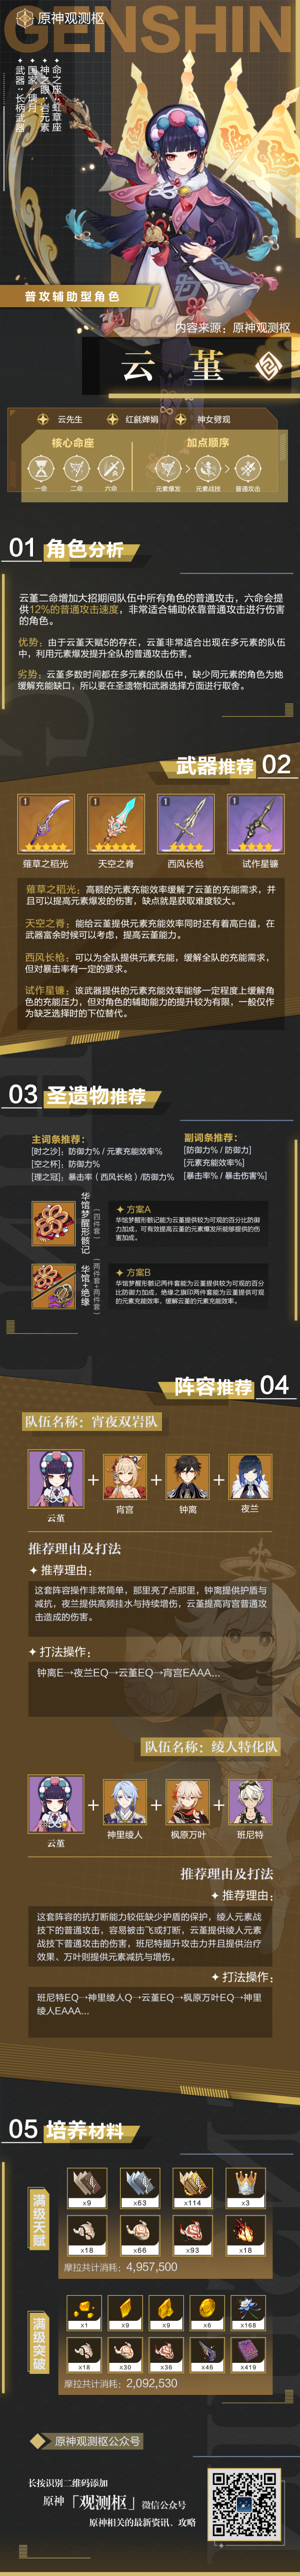 GENSHIN
原神观测枢
命之座：虹章座
神之眼：岩元素
国家：璃月
武器：长柄武器
普攻辅助型角色
内容来源：原神观测枢
云堇
云先生
红毹婵娟
神女劈观
核心命座
加点顺序
一命
二命
六命
元素爆发
元素战技
普通攻击
01 角色分析
云堇二命增加大招期间队伍中所有角色的普通攻击，六命会提
供12%的普通攻击速度，非常适合辅助依靠普通攻击进行伤害
的角色。
优势：由于云堇天赋5的存在，云堇非常适合出现在多元素的队伍
中，利用元素爆发提升全队的普通攻击伤害。
劣势：云堇多数时间都在多元素的队伍中，缺少同元素的角色为她
缓解充能缺口，所以要在圣遗物和武器选择方面进行取舍。
武器推荐 02
1
1
1
1
薙草之稻光
天空之脊
西风长枪
试作星镰
薙草之稻光：高额的元素充能效率缓解了云堇的充能需求，并
且可以提高元素爆发的伤害，缺点就是获取难度较大。
天空之脊：能给云堇提供元素充能效率同时还有着高白值，在
武器富余时候可以考虑，提高云堇能力。
西风长枪：可以为全队提供元素充能，缓解全队的充能需求，
但对暴击率有一定的要求。
试作星镰：该武器提供的元素充能效率能够一定程度上缓解角
色的充能压力，但对角色的辅助能力的提升较为有限，一般仅作
为缺乏选择时的下位替代。
03 圣遗物推荐
主词条推荐：
[时之沙]：防御力% / 元素充能效率%
[空之杯]：防御力%
[理之冠]：暴击率（西风长枪）/防御力%
副词条推荐：
[防御力% / 防御力]
[元素充能效率%]
[暴击率% / 暴击伤害%]
华馆梦醒形骸记
（四件套）
方案A
华馆梦醒形骸记能为云堇提供较为可观的百分比防御
力加成，可有效提高云堇的元素爆发所能够提供的伤
害加成。
华馆+绝缘
（两件套+两件套）
方案B
华馆梦醒形骸记两件套能为云堇提供较为可观的百分
比防御力加成，绝缘之旗印两件套能为云堇提供可观
的元素充能效率，缓解云堇的元素充能效率。
阵容推荐 04
队伍名称：宵夜双岩队
云堇
宵宫
钟离
夜兰
推荐理由及打法
推荐理由：
这套阵容操作非常简单，那里亮了点那里，钟离提供护盾与
减抗，夜兰提供高频挂水与持续增伤，云堇提高宵宫普通攻
击造成的伤害。
打法操作：
钟离E→夜兰EQ→云堇EQ→宵宫EAAA...
队伍名称：绫人特化队
云堇
神里绫人
枫原万叶
班尼特
推荐理由及打法
推荐理由：
这套阵容的抗打断能力较低缺少护盾的保护，绫人元素战
技下的普通攻击，容易被击飞或打断，云堇提供绫人元素
战技下普通攻击的伤害，班尼特提升攻击力并且提供治疗
效果、万叶则提供元素减抗与增伤。
打法操作：
班尼特EQ→神里绫人Q→云堇EQ→枫原万叶EQ→神里
绫人EAAA...
05 培养材料
满级天赋
x9
x63
x114
x3
x18
x66
x93
x18
摩拉共计消耗：4,957,500
满级突破
x1
x9
x9
x6
x168
x18
x30
x36
x46
x419
摩拉共计消耗：2,092,530
原神观测枢公众号
长按识别二维码添加
原神「观测枢」微信公众号
原神相关的最新资讯、攻略